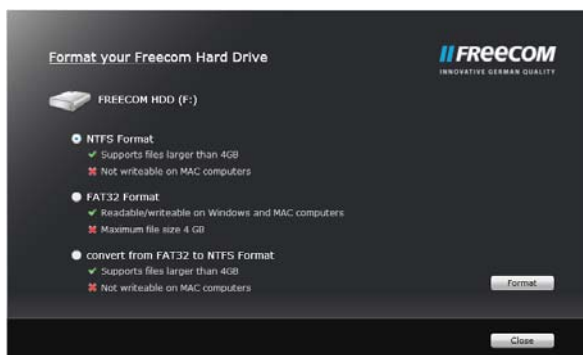 Format your Freecom Hard Drive
FREECOM
INNOVATIVE GERMAN QUALITY
FREECOM HDD (F:)
NTFS Format
Supports files larger than 4GB
Not writeable on MAC computers
FAT32 Format
Readable/writeable on Windows and MAC computers
Maximum file size 4 GB
convert from FAT32 to NTFS Format
Supports files larger than 4GB
Not writeable on MAC computers
Format
Close